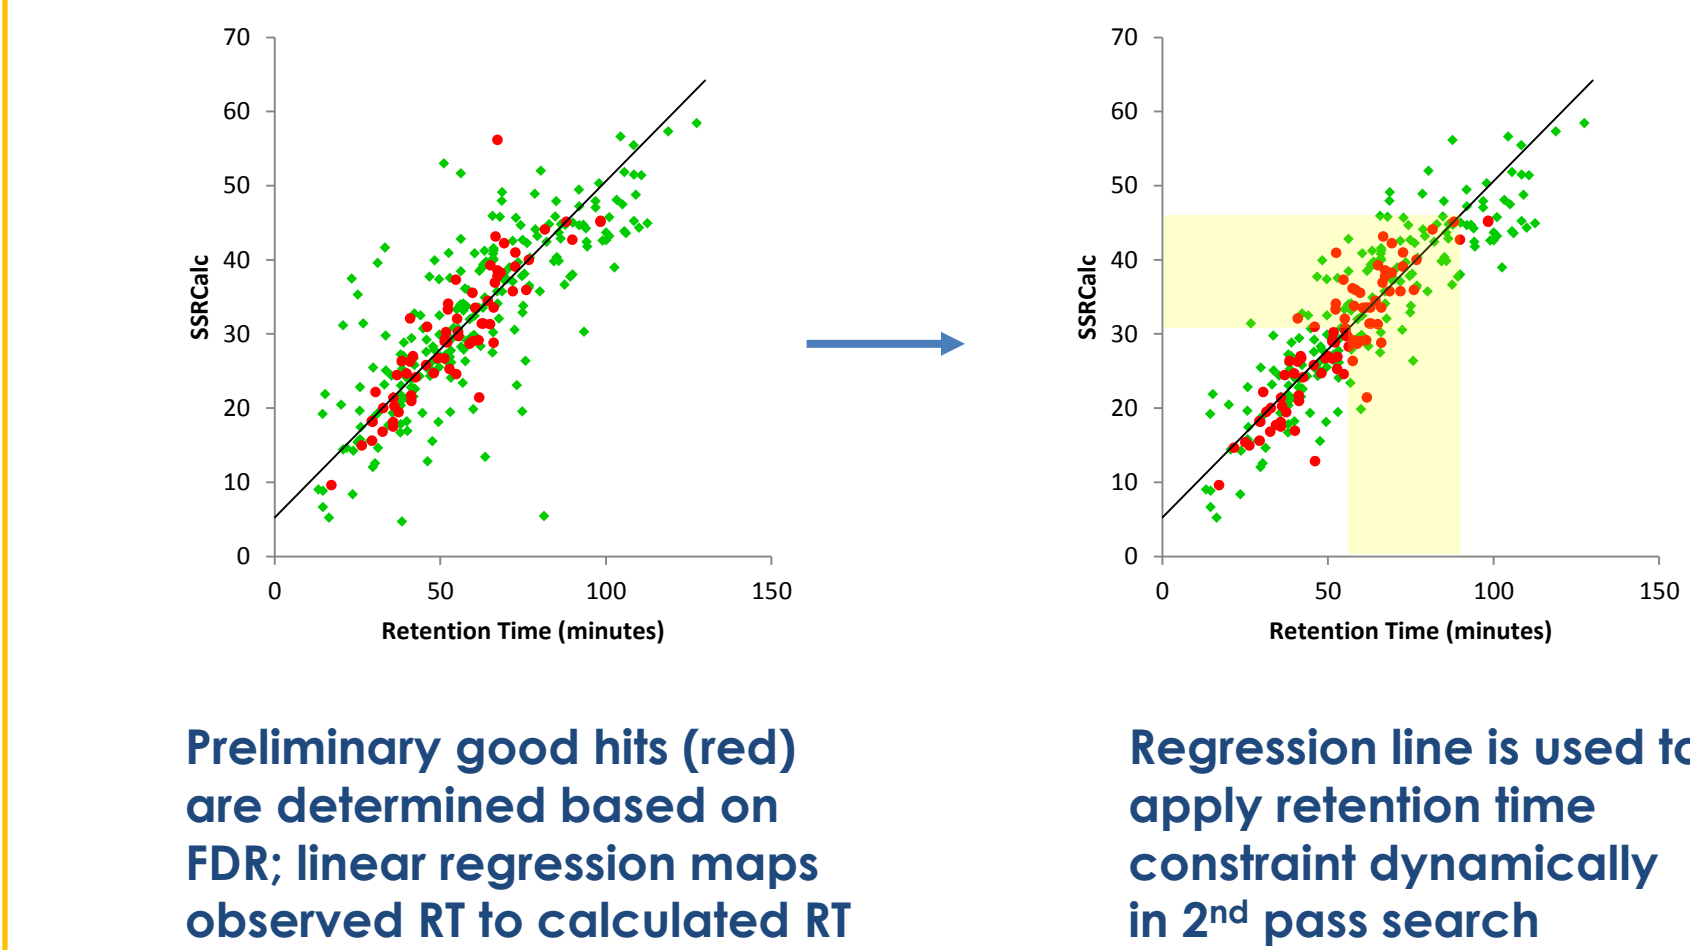 70
60
50
40
30
20
10
0
SSRCalc
0 50 100 150
Retention Time (minutes)
70
60
50
40
30
20
10
0
SSRCalc
0 50 100 150
Retention Time (minutes)
Preliminary good hits (red)
are determined based on
FDR; linear regression maps
observed RT to calculated RT
Regression line is used to
apply retention time
constraint dynamically
in 2nd pass search